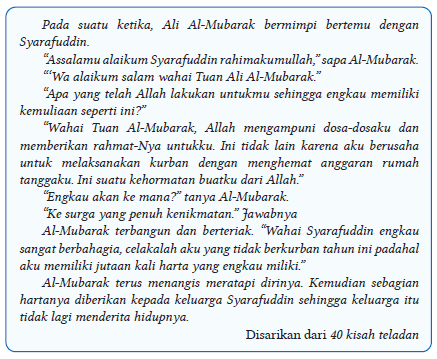 Pada suatu ketika, Ali Al-Mubarak bermimpi bertemu dengan
Syarafuddin.
“Assalamu alaikum Syarafuddin rahimakumullah,” sapa Al-Mubarak.
“‘Wa alaikum salam wahai Tuan Ali Al-Mubarak.”
“Apa yang telah Allah lakukan untukmu sehingga engkau memiliki
kemuliaan seperti ini?”
“Wahai Tuan Al-Mubarak, Allah mengampuni dosa-dosaku dan
memberikan rahmat-Nya untukku. Ini tidak lain karena aku berusaha
untuk melaksanakan kurban dengan menghemat anggaran rumah
tanggaku. Ini suatu kehormatan buatku dari Allah.”
“Engkau akan ke mana?” tanya Al-Mubarak.
“Ke surga yang penuh kenikmatan.” Jawabnya
Al-Mubarak terbangun dan berteriak. “Wahai Syarafuddin engkau
sangat berbahagia, celakalah aku yang tidak berkurban tahun ini padahal
aku memiliki jutaan kali harta yang engkau miliki.”
Al-Mubarak terus menangis meratapi dirinya. Kemudian sebagian
hartanya diberikan kepada keluarga Syarafuddin sehingga keluarga itu
tidak lagi menderita hidupnya.
Disarikan dari 40 kisah teladan